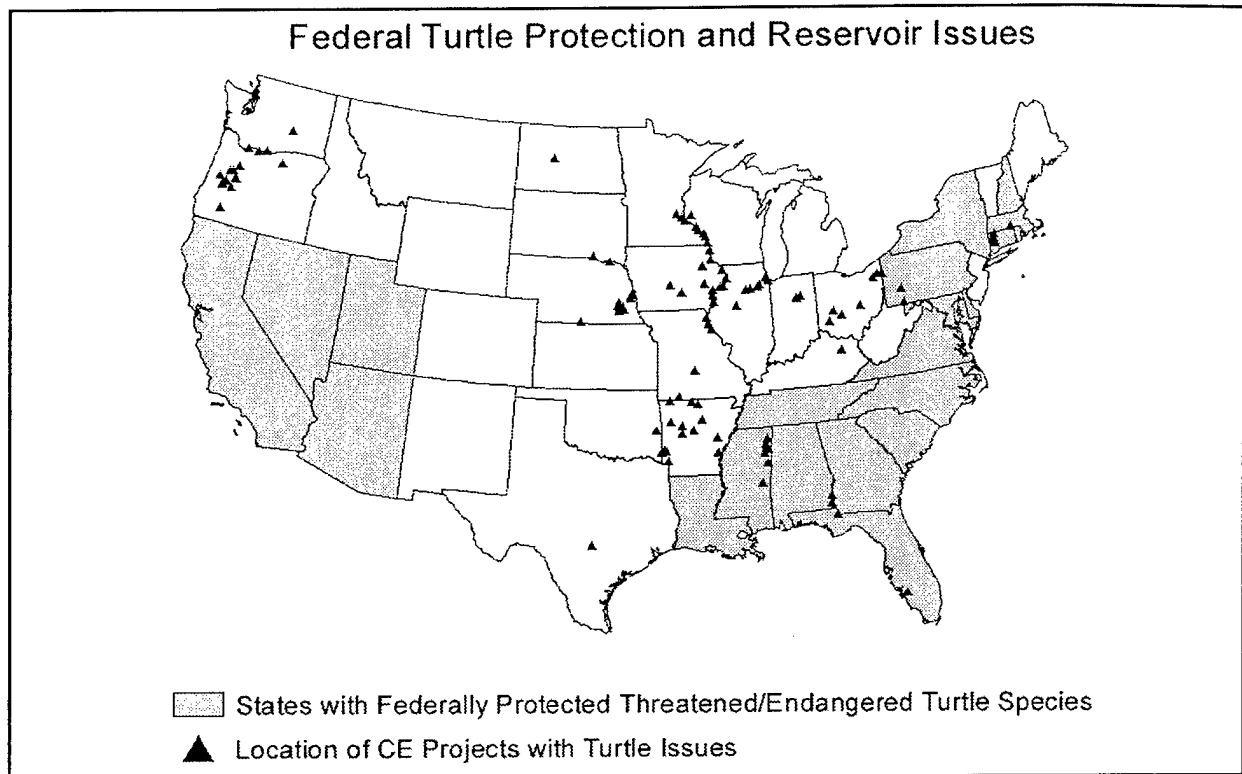 Federal Turtle Protection and Reservoir Issues
States with Federally Protected Threatened/Endangered Turtle Species
Location of CE Projects with Turtle Issues